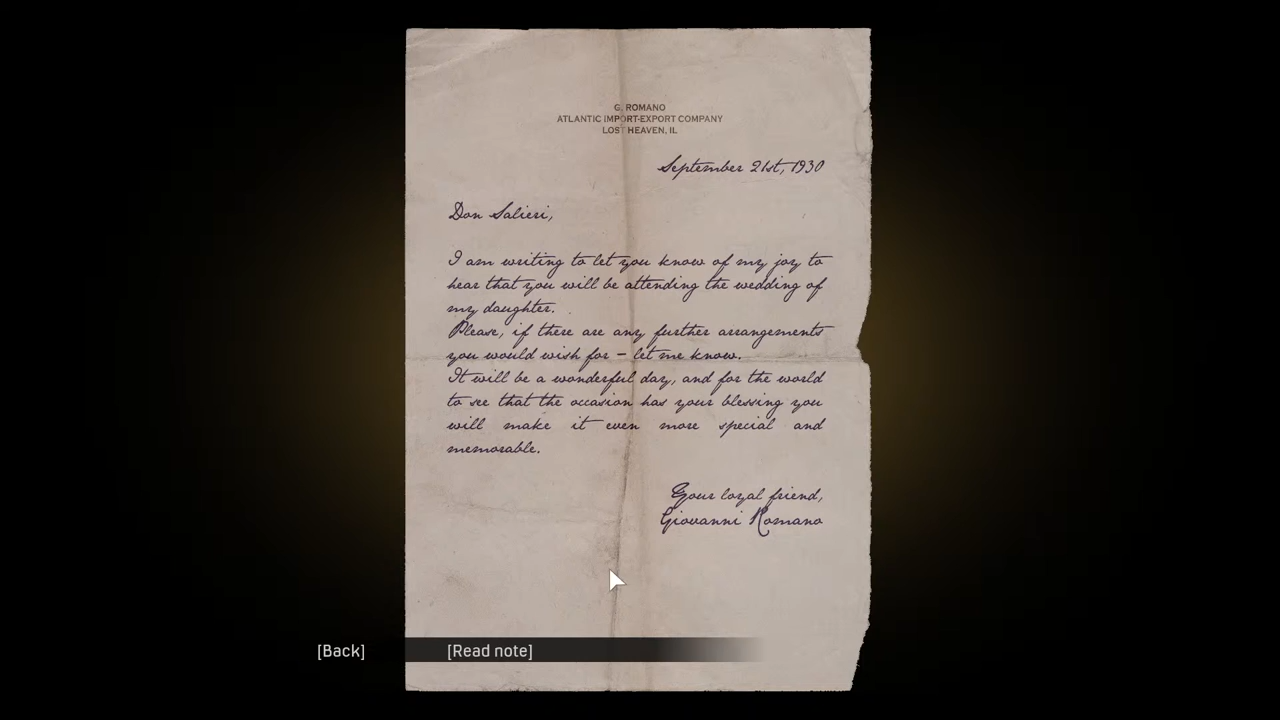 G. ROMANO
ATLANTIC IMPORT-EXPORT COMPANY
LOST HEAVEN, IL
September 21st, 1930
Don Salieri,
I am writing to let you know of my joy to
hear that you will be attending the wedding of
my daughter.
Please, if there are any further arrangements
you would wish for – let me know.
It will be a wonderful day, and for the world
to see that the occasion has your blessing you
will make it even more special and
memorable.
Your loyal friend,
Giovanni Romano
[Back] [Read note]